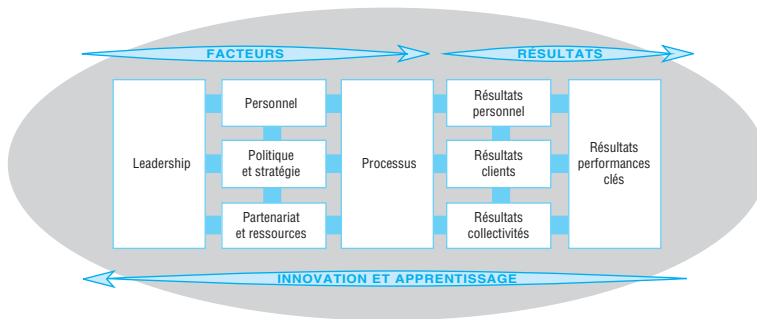 FACTEURS
RÉSULTATS
Leadership
Personnel
Politique
et stratégie
Partenariat
et ressources
Processus
Résultats
personnel
Résultats
clients
Résultats
collectivités
Résultats
performances
clés
INNOVATION ET APPRENTISSAGE